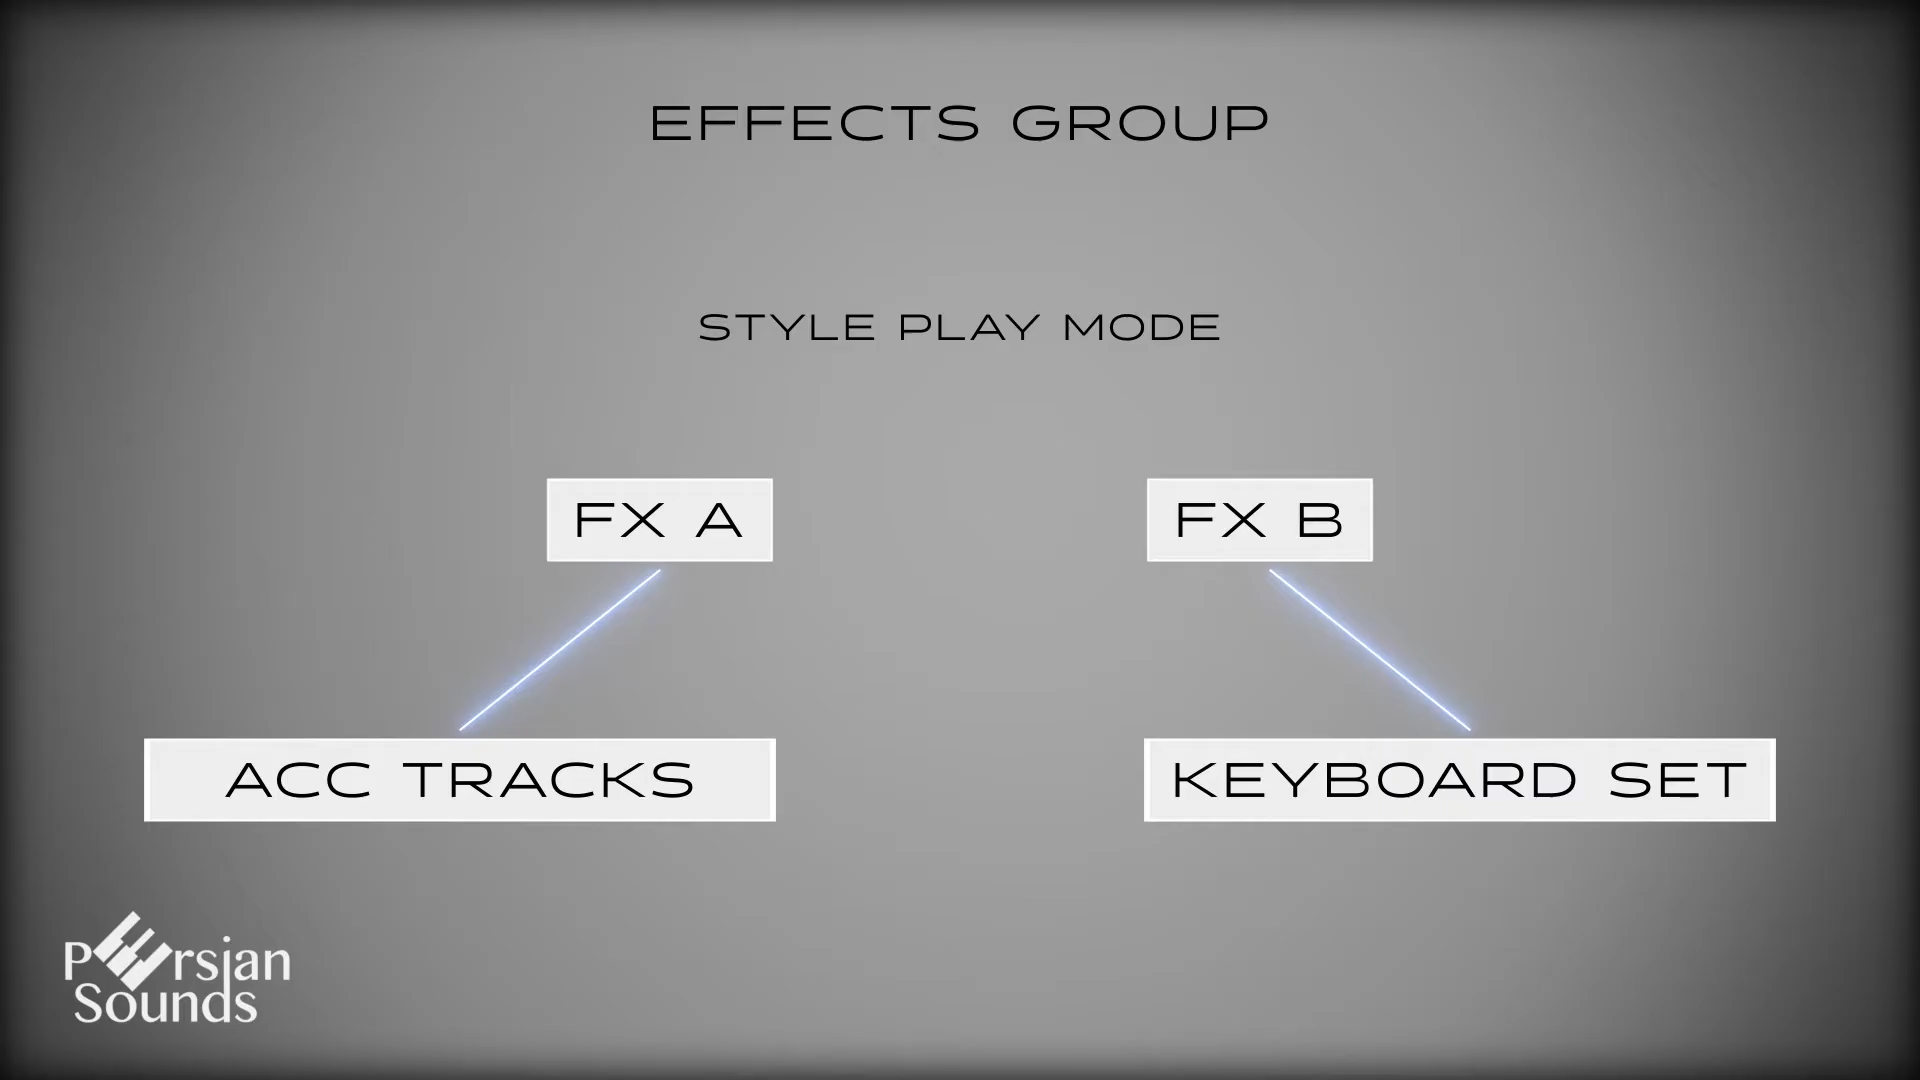 EFFECTS GROUP
STYLE PLAY MODE
FX A
FX B
ACC TRACKS
KEYBOARD SET
Persian
Sounds